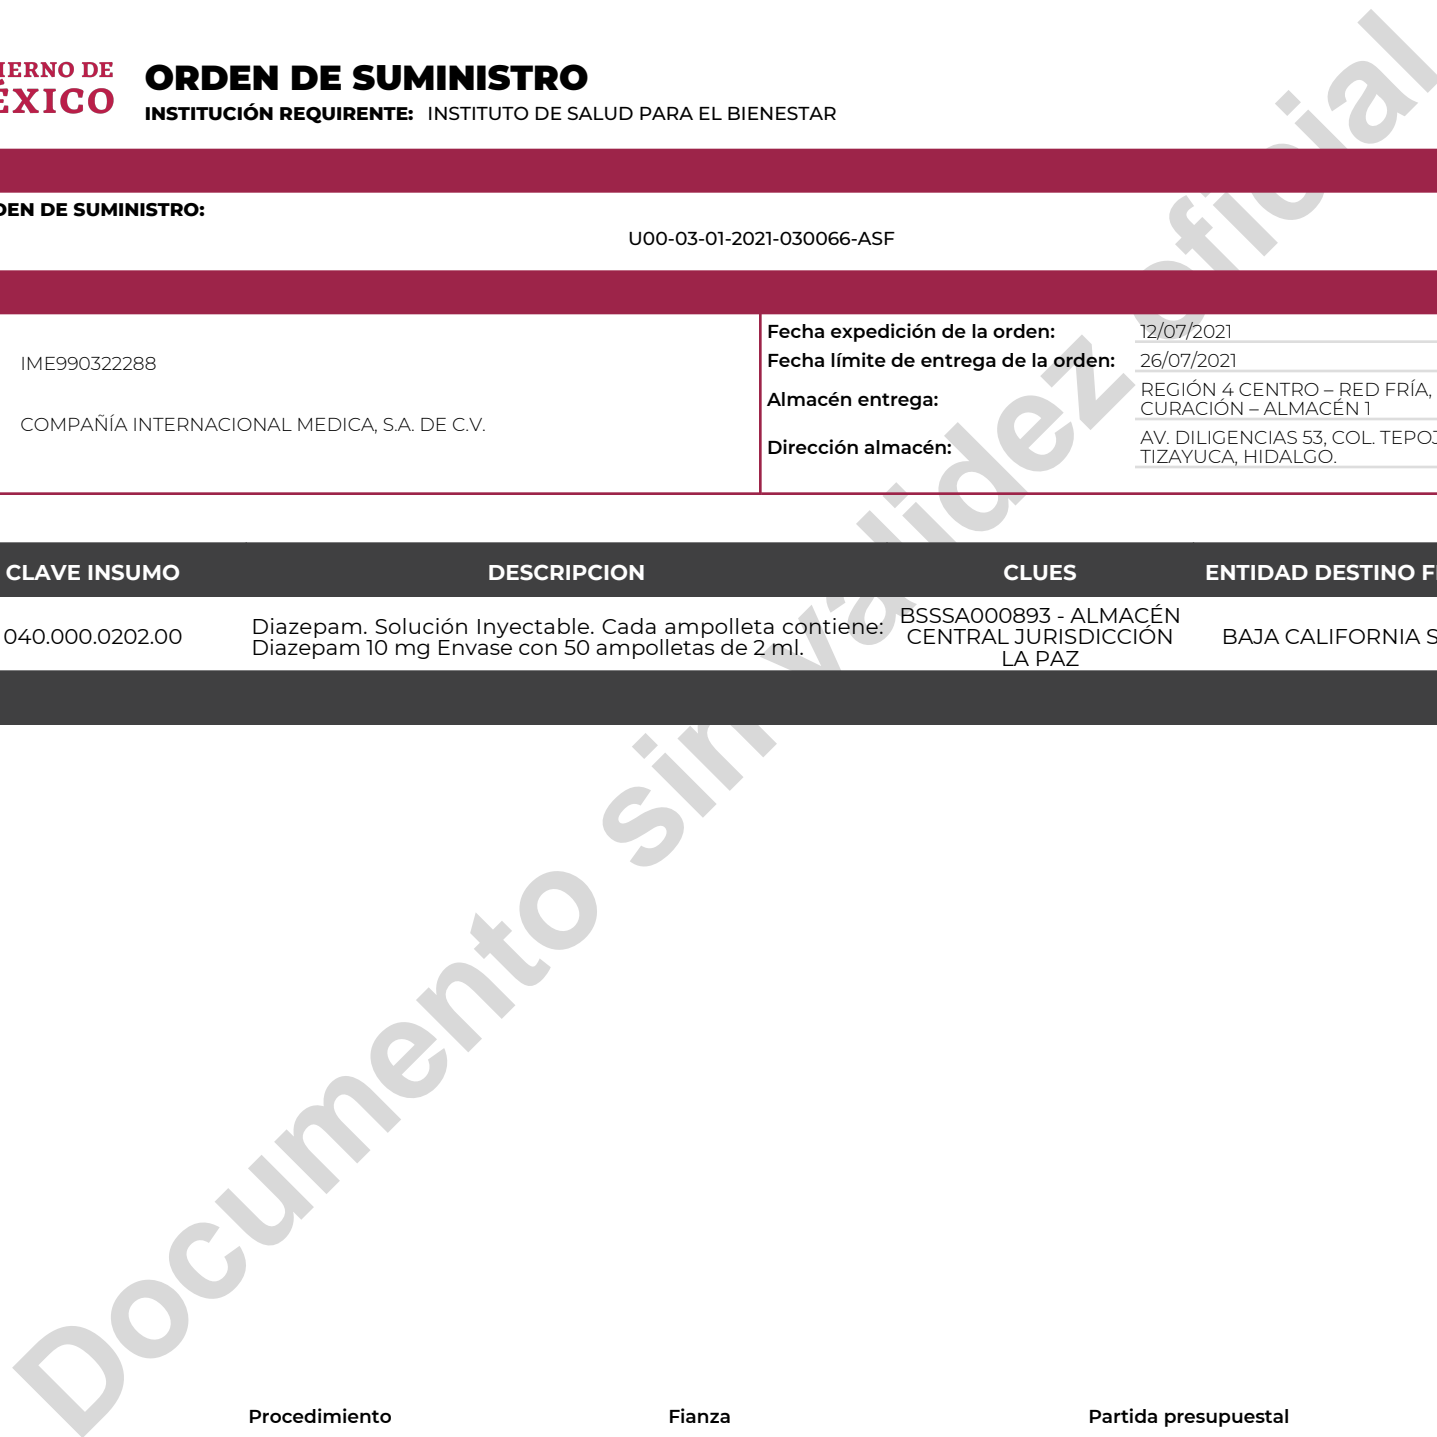 IERNO DE
ÉXICO
ORDEN DE SUMINISTRO
INSTITUCIÓN REQUIRENTE: INSTITUTO DE SALUD PARA EL BIENESTAR
DEN DE SUMINISTRO:
U00-03-01-2021-030066-ASF
IME990322288
COMPAÑÍA INTERNACIONAL MEDICA, S.A. DE C.V.
Fecha expedición de la orden: 12/07/2021
Fecha límite de entrega de la orden: 26/07/2021
Almacén entrega: REGIÓN 4 CENTRO – RED FRÍA,
CURACIÓN – ALMACÉN 1
Dirección almacén: AV. DILIGENCIAS 53, COL. TEPOJ
TIZAYUCA, HIDALGO.
CLAVE INSUMO DESCRIPCION CLUES ENTIDAD DESTINO F
040.000.0202.00 Diazepam. Solución Inyectable. Cada ampolleta contiene:
Diazepam 10 mg Envase con 50 ampolletas de 2 ml.
BSSSA000893 - ALMACÉN
CENTRAL JURISDICCIÓN
LA PAZ
BAJA CALIFORNIA S
Documento sin validez oficial
Procedimiento Fianza Partida presupuestal